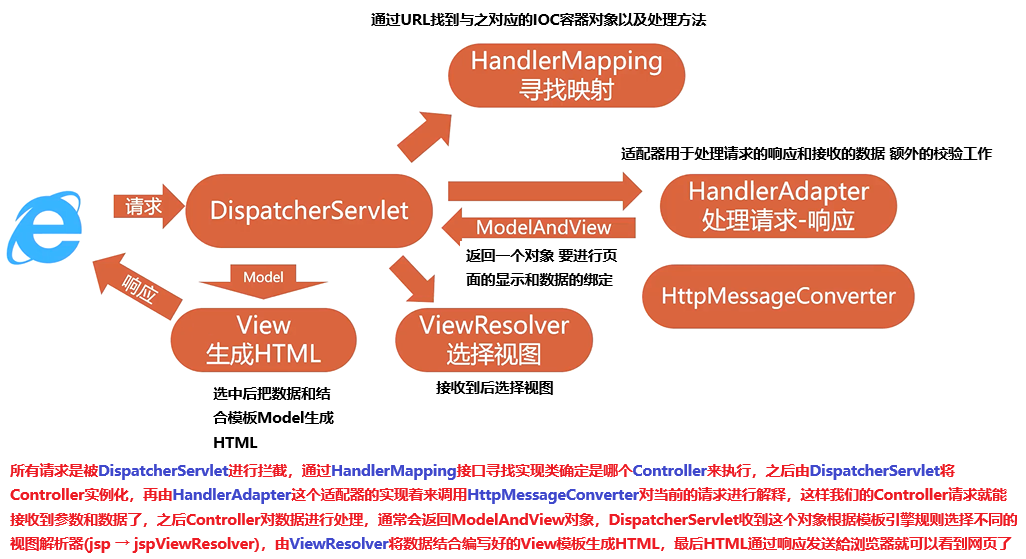 通过URL找到与之对应的IOC容器对象以及处理方法
HandlerMapping
寻找映射
适配器用于处理请求的响应和接收的数据 额外的校验工作
请求
DispatcherServlet
HandlerAdapter
处理请求-响应
ModelAndView
返回一个对象 要进行页
面的显示和数据的绑定
响应
Model
HttpMessageConverter
View
生成HTML
ViewResolver
选择视图
选中后把数据和结
合模板Model生成
HTML
接收到后选择视图
所有请求是被DispatcherServlet进行拦截，通过HandlerMapping接口寻找实现类确定是哪个Controller来执行，之后由DispatcherServlet将
Controller实例化，再由HandlerAdapter这个适配器的实现着来调用HttpMessageConverter对当前的请求进行解释，这样我们的Controller请求就能
接收到参数和数据了，之后Controller对数据进行处理，通常会返回ModelAndView对象，DispatcherServlet收到这个对象根据模板引擎规则选择不同的
视图解析器(jsp → jspViewResolver)，由ViewResolver将数据结合编写好的View模板生成HTML，最后HTML通过响应发送給浏览器就可以看到网页了